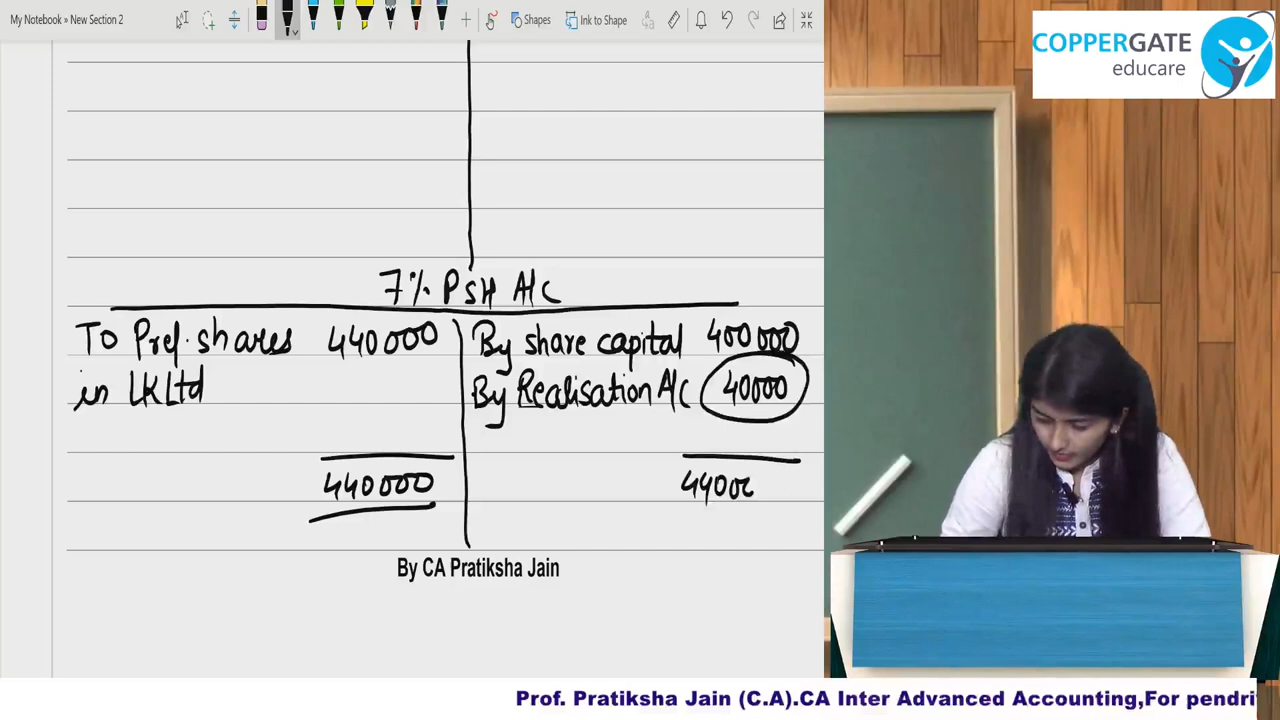 My Notebook » New Section 2
Shapes
Ink to Shape
COPPERGATE
educare
7% PSH A/C
To Pref. shares 440000 By share capital 400000
in LK Ltd By Realisation A/C 40000
440000 4400
By CA Pratiksha Jain
Prof. Pratiksha Jain (C.A).CA Inter Advanced Accounting,For pendri